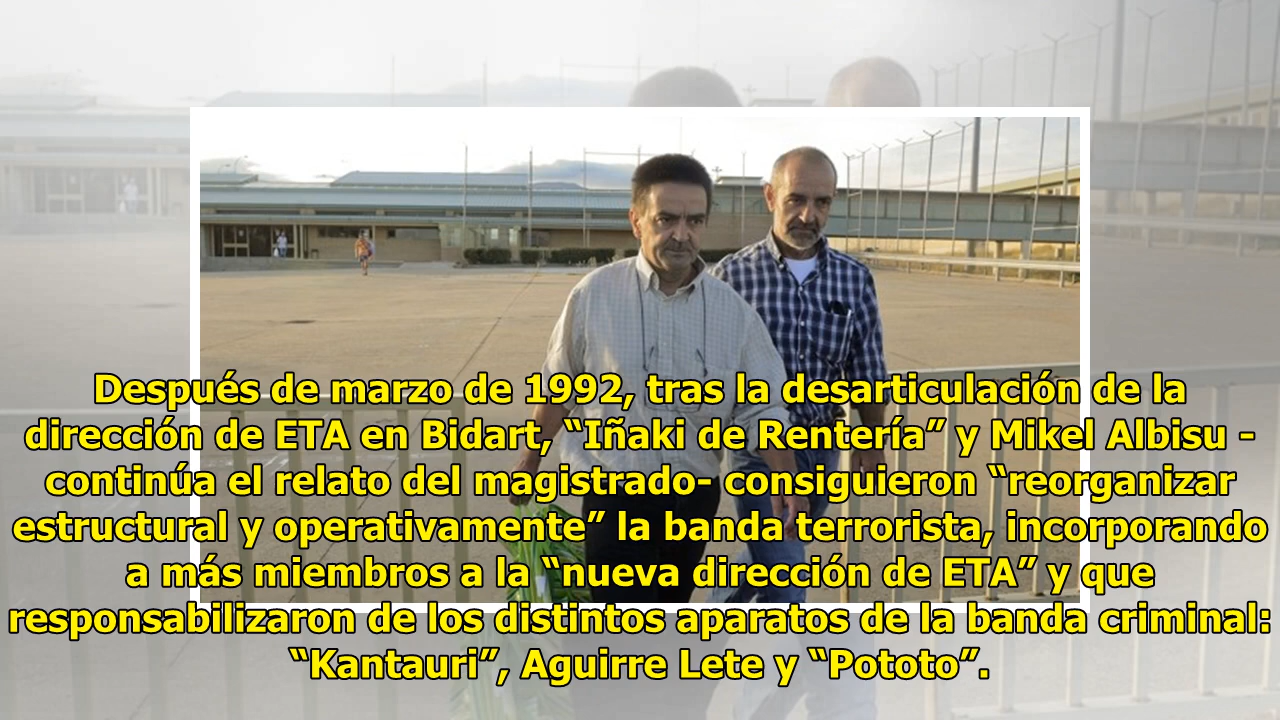 Después de marzo de 1992, tras la desarticulación de la
dirección de ETA en Bidart, “Iñaki de Rentería” y Mikel Albisu -
continúa el relato del magistrado- consiguieron “reorganizar
estructural y operativamente” la banda terrorista, incorporando
a más miembros a la “nueva dirección de ETA” y que
responsabilizaron de los distintos aparatos de la banda criminal:
“Kantauri”, Aguirre Lete y “Pototo”.